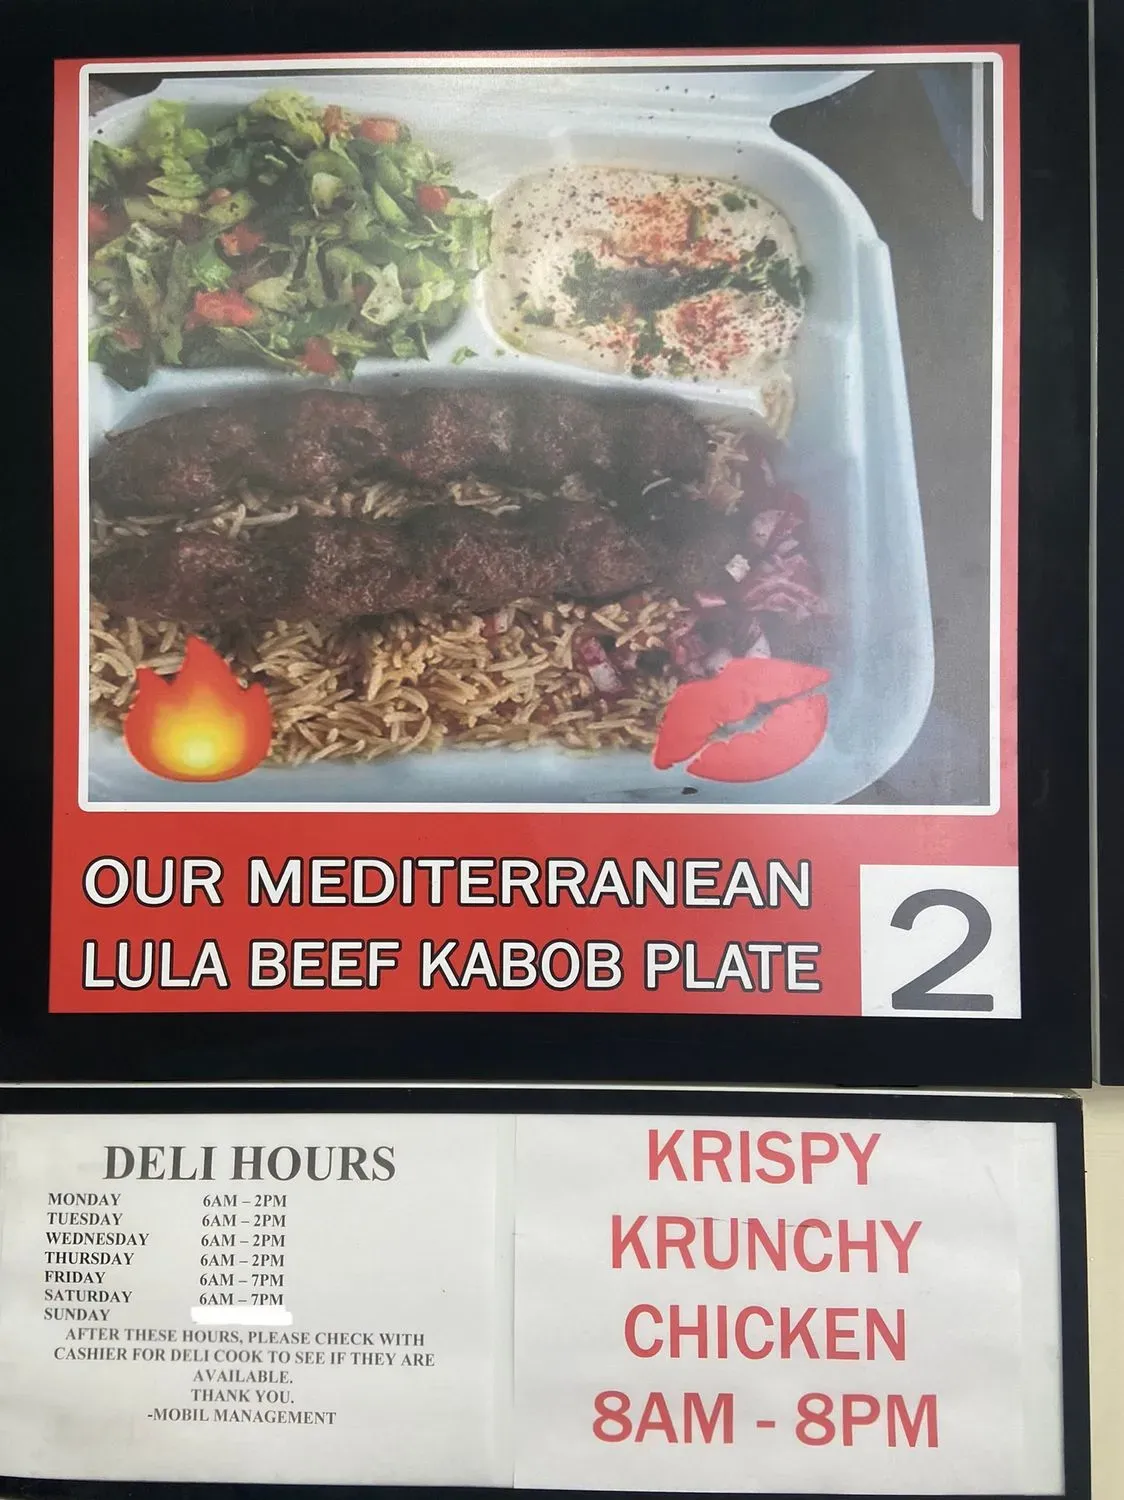 OUR MEDITERRANEAN
LULA BEEF KABOB PLATE
2
DELI HOURS
MONDAY 6AM – 2PM
TUESDAY 6AM – 2PM
WEDNESDAY 6AM – 2PM
THURSDAY 6AM – 2PM
FRIDAY 6AM – 7PM
SATURDAY 6AM – 7PM
SUNDAY
AFTER THESE HOURS, PLEASE CHECK WITH
CASHIER FOR DELI COOK TO SEE IF THEY ARE
AVAILABLE.
THANK YOU.
-MOBIL MANAGEMENT
KRISPY
KRUNCHY
CHICKEN
8AM - 8PM